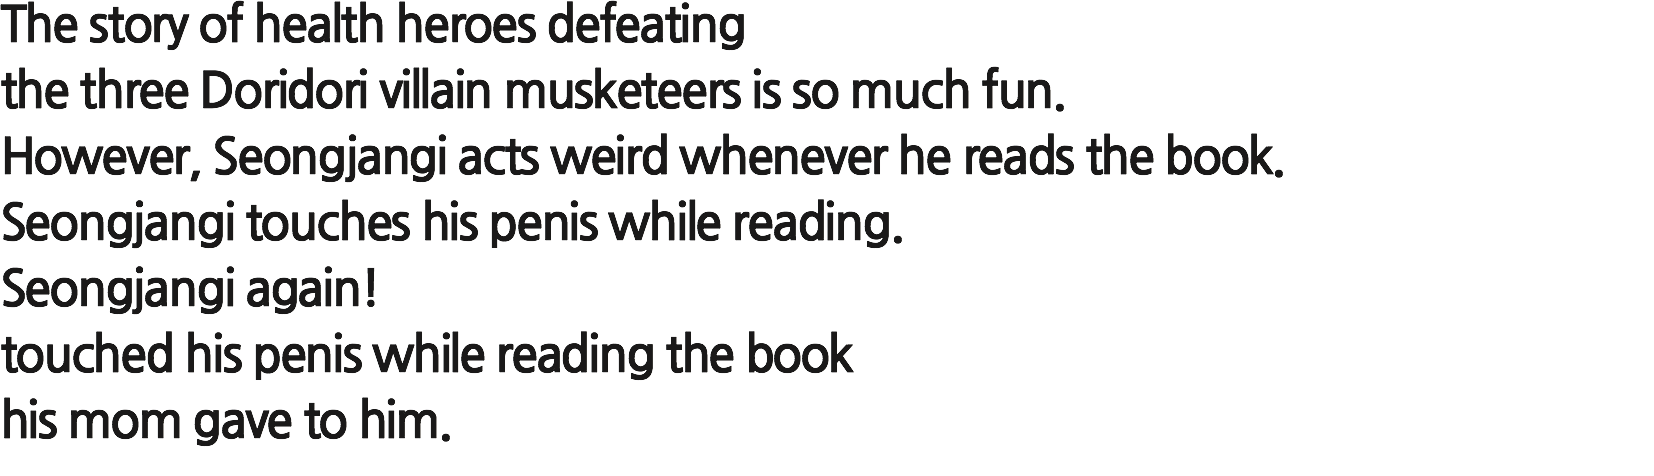 The story of health heroes defeating
the three Doridori villain musketeers is so much fun.
However, Seongjangi acts weird whenever he reads the book.
Seongjangi touches his penis while reading.
Seongjangi again!
touched his penis while reading the book
his mom gave to him.